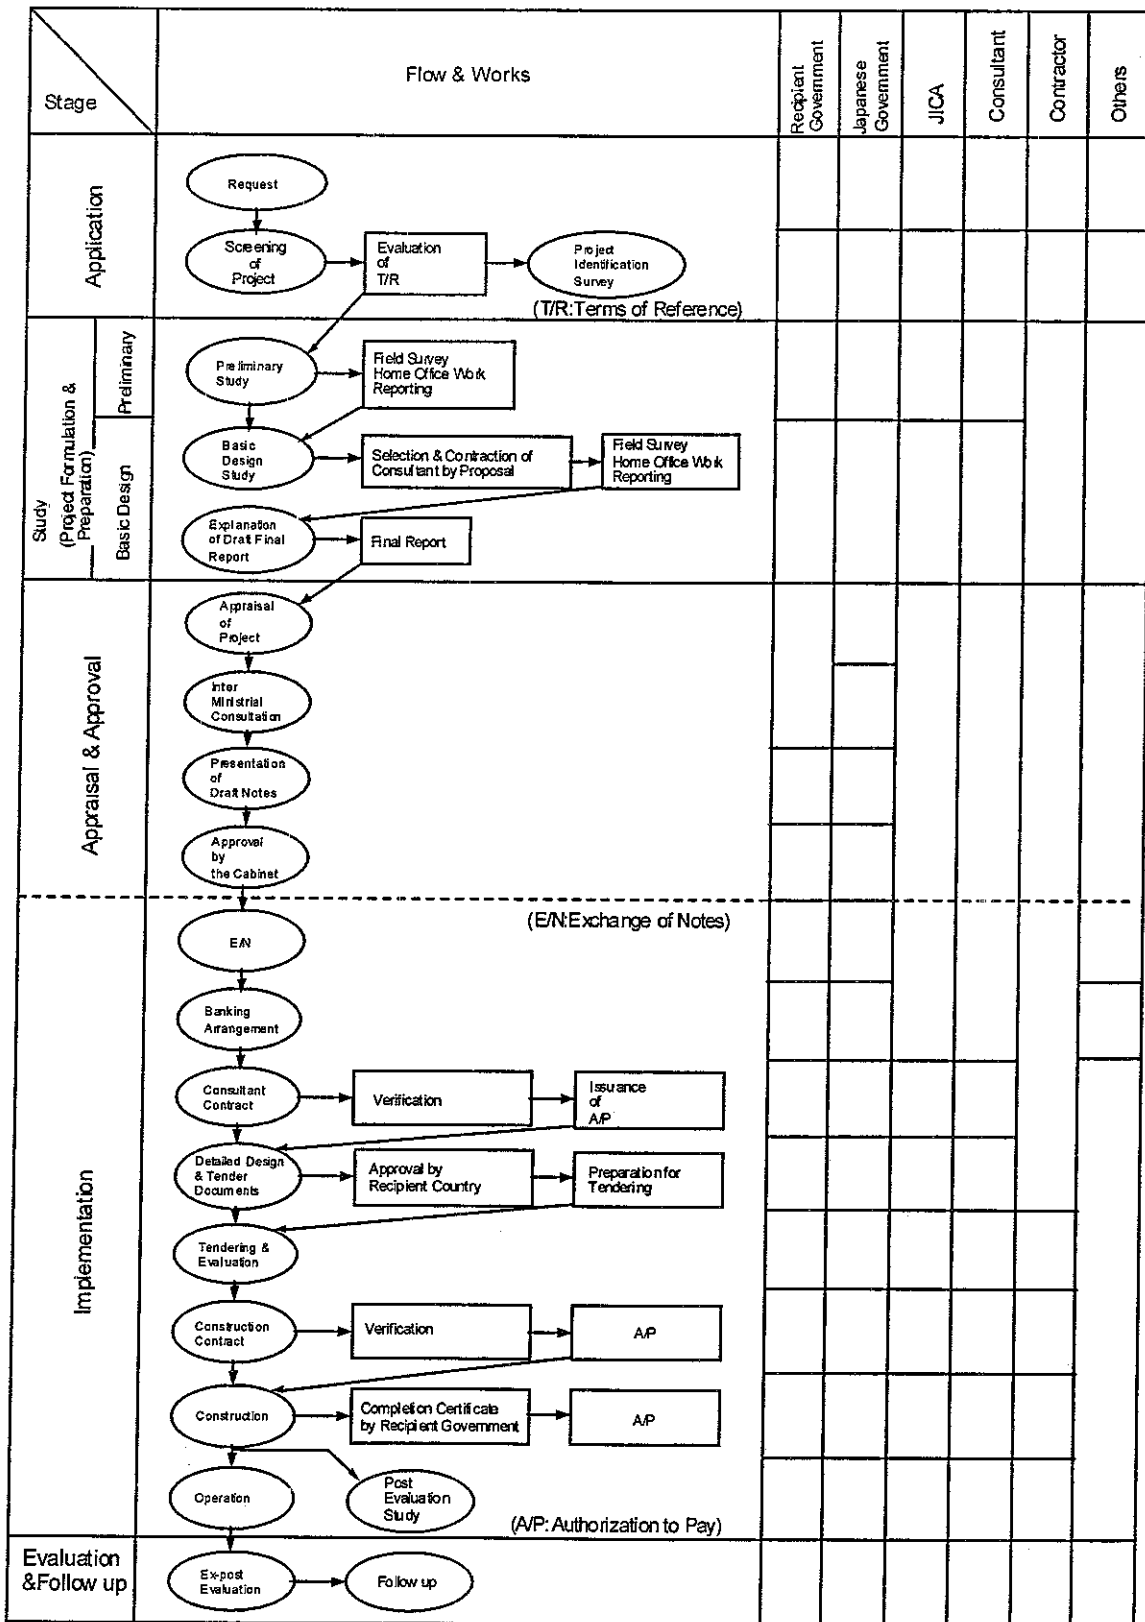 Stage
Flow & Works
Recipient
Government
Japanese
Government
JICA
Consultant
Contractor
Others
Application
Request
Screening
of
Project
Evaluation
of
T/R
Project
Identification
Survey
(T/R:Terms of Reference)
Study
(Project Formulation &
Preparation)
Preliminary
Preliminary
Study
Field Survey
Home Office Work
Reporting
Basic Design
Basic
Design
Study
Selection & Contraction of
Consultant by Proposal
Field Survey
Home Office Work
Reporting
Explanation
of Draft Final
Report
Final Report
Appraisal & Approval
Appraisal
of
Project
Inter
Ministrial
Consultation
Presentation
of
Draft Notes
Approval
by
the Cabinet
Implementation
(E/N:Exchange of Notes)
E/N
Banking
Arrangement
Consultant
Contract
Verification
Issuance
of
A/P
Detailed Design
& Tender
Documents
Approval by
Recipient Country
Preparation for
Tendering
Tendering &
Evaluation
Construction
Contract
Verification
A/P
Construction
Completion Certificate
by Recipient Government
A/P
Operation
Post
Evaluation
Study
(A/P: Authorization to Pay)
Evaluation
&Follow up
Ex-post
Evaluation
Follow up